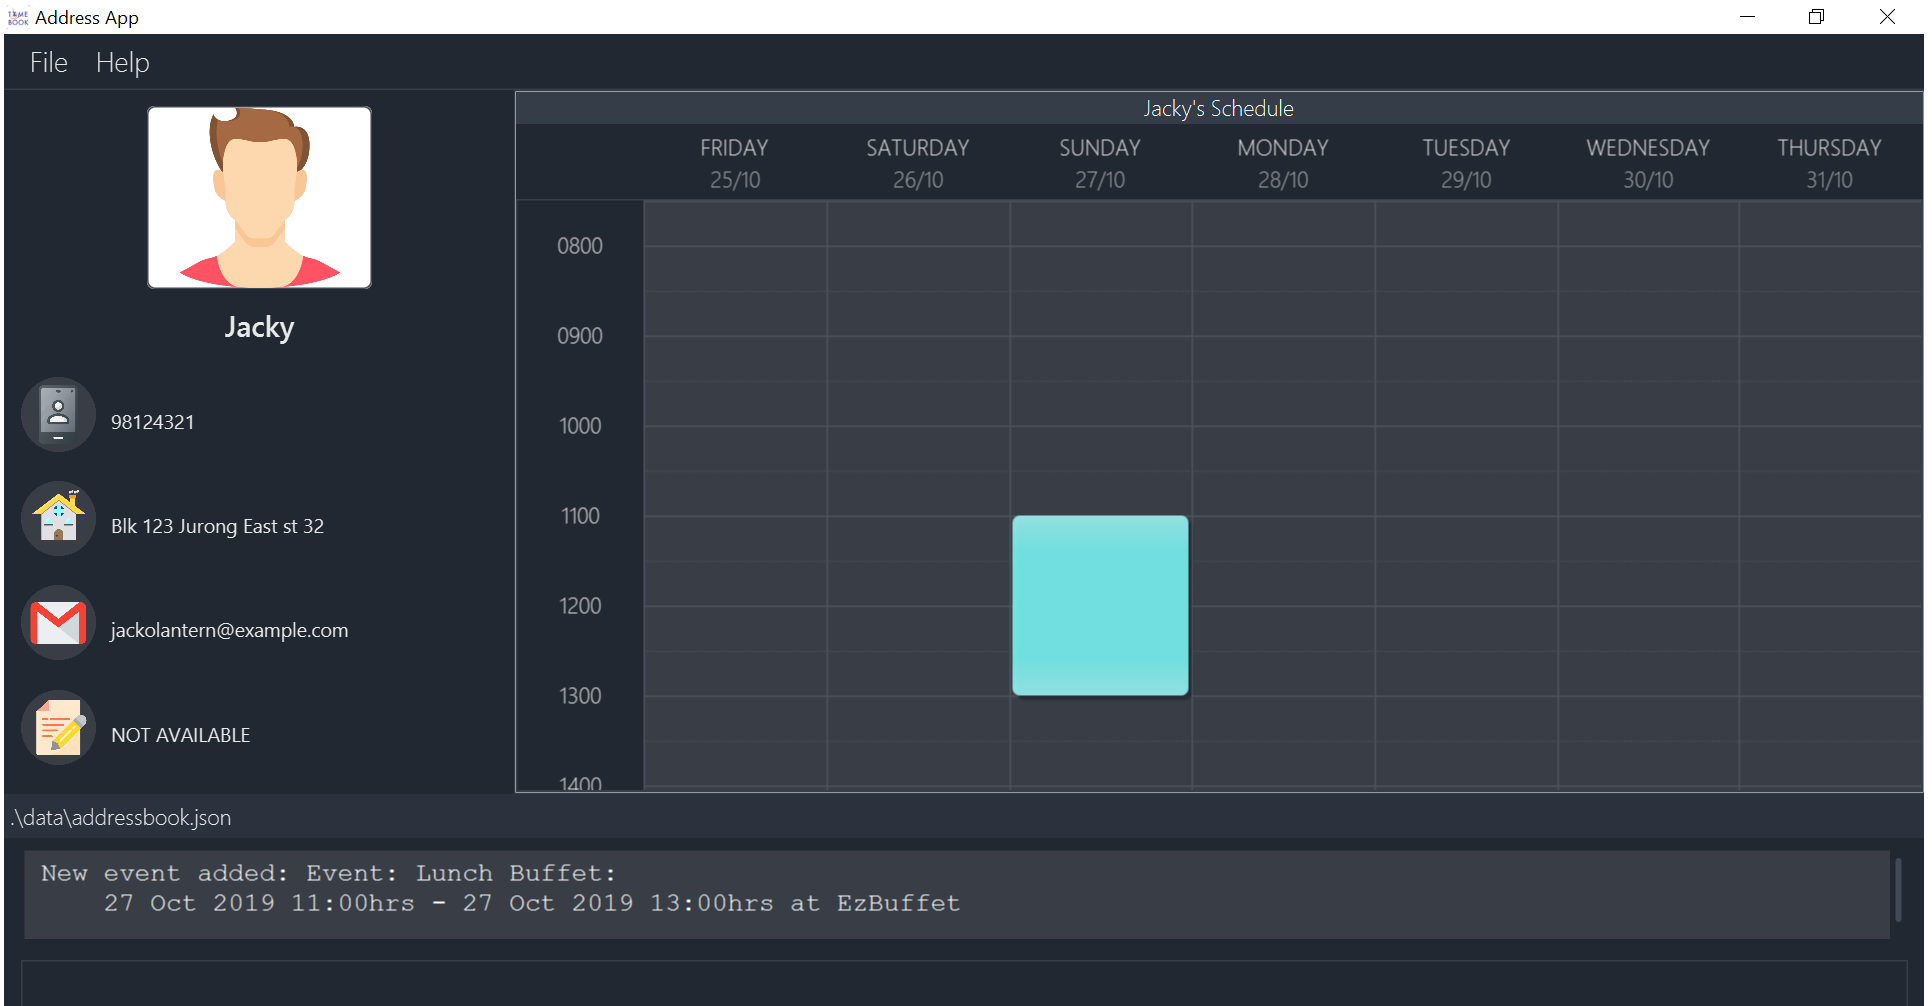 TIME
BOOK
Address App
File Help
Jacky
98124321
Blk 123 Jurong East st 32
jackolantern@example.com
NOT AVAILABLE
Jacky's Schedule
FRIDAY SATURDAY SUNDAY MONDAY TUESDAY WEDNESDAY THURSDAY
25/10 26/10 27/10 28/10 29/10 30/10 31/10
0800
0900
1000
1100
1200
1300
1400
.\data\addressbook.json
New event added: Event: Lunch Buffet:
27 Oct 2019 11:00hrs - 27 Oct 2019 13:00hrs at EzBuffet